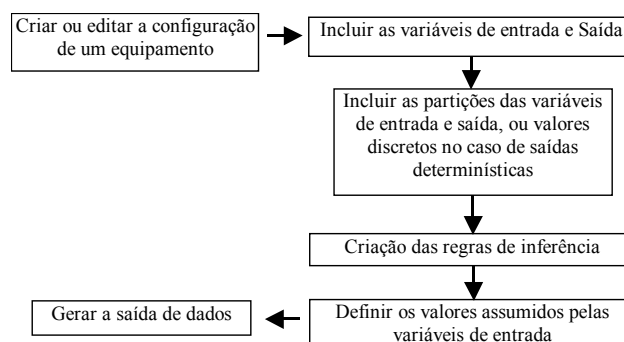 Criar ou editar a configuração
de um equipamento
Incluir as variáveis de entrada e Saída
Incluir as partições das variáveis
de entrada e saída, ou valores
discretos no caso de saídas
determinísticas
Criação das regras de inferência
Definir os valores assumidos pelas
variáveis de entrada
Gerar a saída de dados